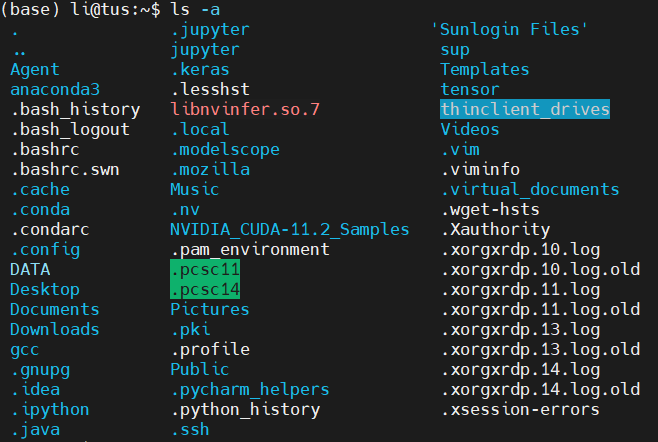 (base) li@tus:~$ ls -a
. .jupyter 'Sunlogin Files'
.. jupyter sup
Agent .keras Templates
anaconda3 .lesshst tensor
.bash_history libnvinfer.so.7 thinclient_drives
.bash_logout .local Videos
.bashrc .modelscope .vim
.bashrc.swn .mozilla .viminfo
.cache Music .virtual_documents
.conda .nv .wget-hsts
.condarc NVIDIA_CUDA-11.2_Samples .Xauthority
.config .pam_environment .xorgxrdp.10.log
DATA .pcsc11 .xorgxrdp.10.log.old
Desktop .pcsc14 .xorgxrdp.11.log
Documents Pictures .xorgxrdp.11.log.old
Downloads .pki .xorgxrdp.13.log
gcc .profile .xorgxrdp.13.log.old
.gnupg Public .xorgxrdp.14.log
.idea .pycharm_helpers .xorgxrdp.14.log.old
.ipython .python_history .xsession-errors
.java .ssh